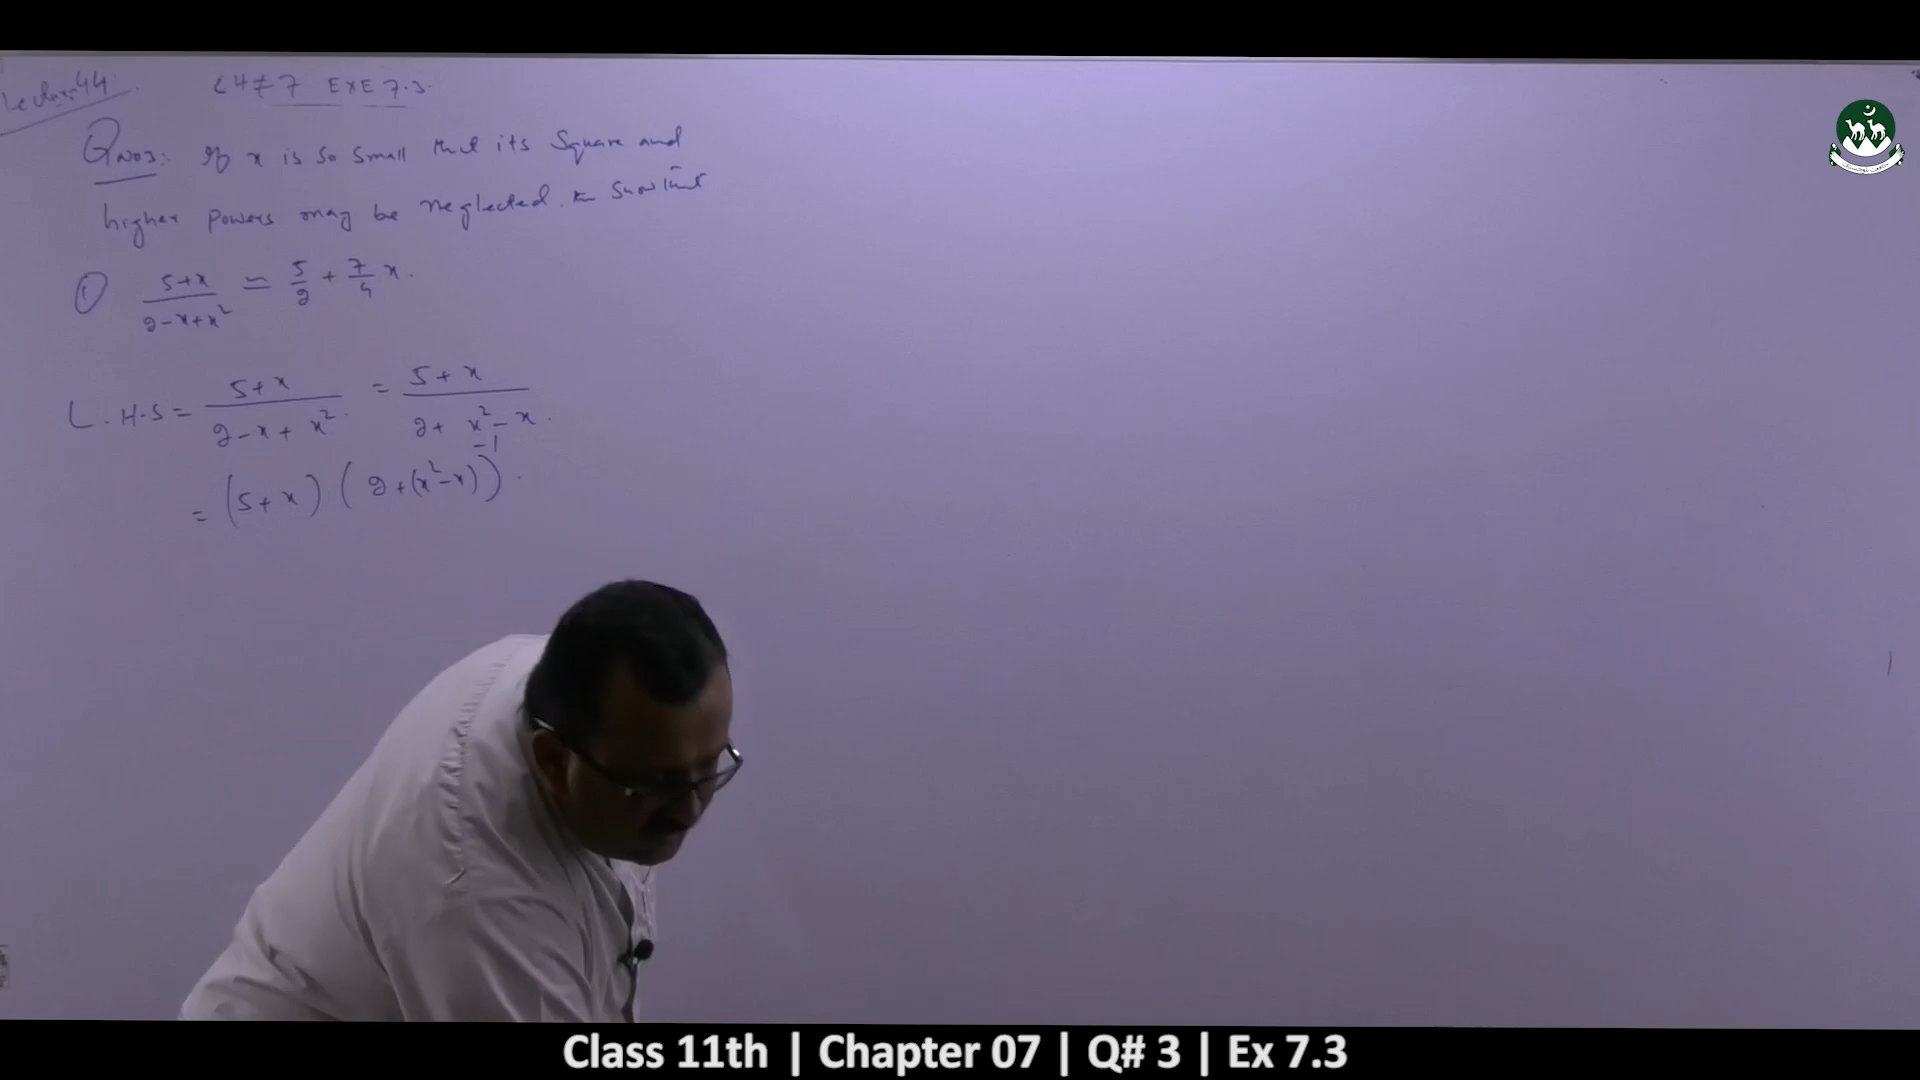 Lecture 44.
CH# 7 EXE 7.3.
QNO3: If x is so small that its Square and
higher powers may be neglected. show that
① (5+x)/(2-x+x²) ≃ 5/2 + 7/4 x.
L.H.S = (5+x)/(2-x+x²) = (5+x)/(2+x²-x).
= (5+x) (2+(x²-x))⁻¹.
Class 11th | Chapter 07 | Q# 3 | Ex 7.3